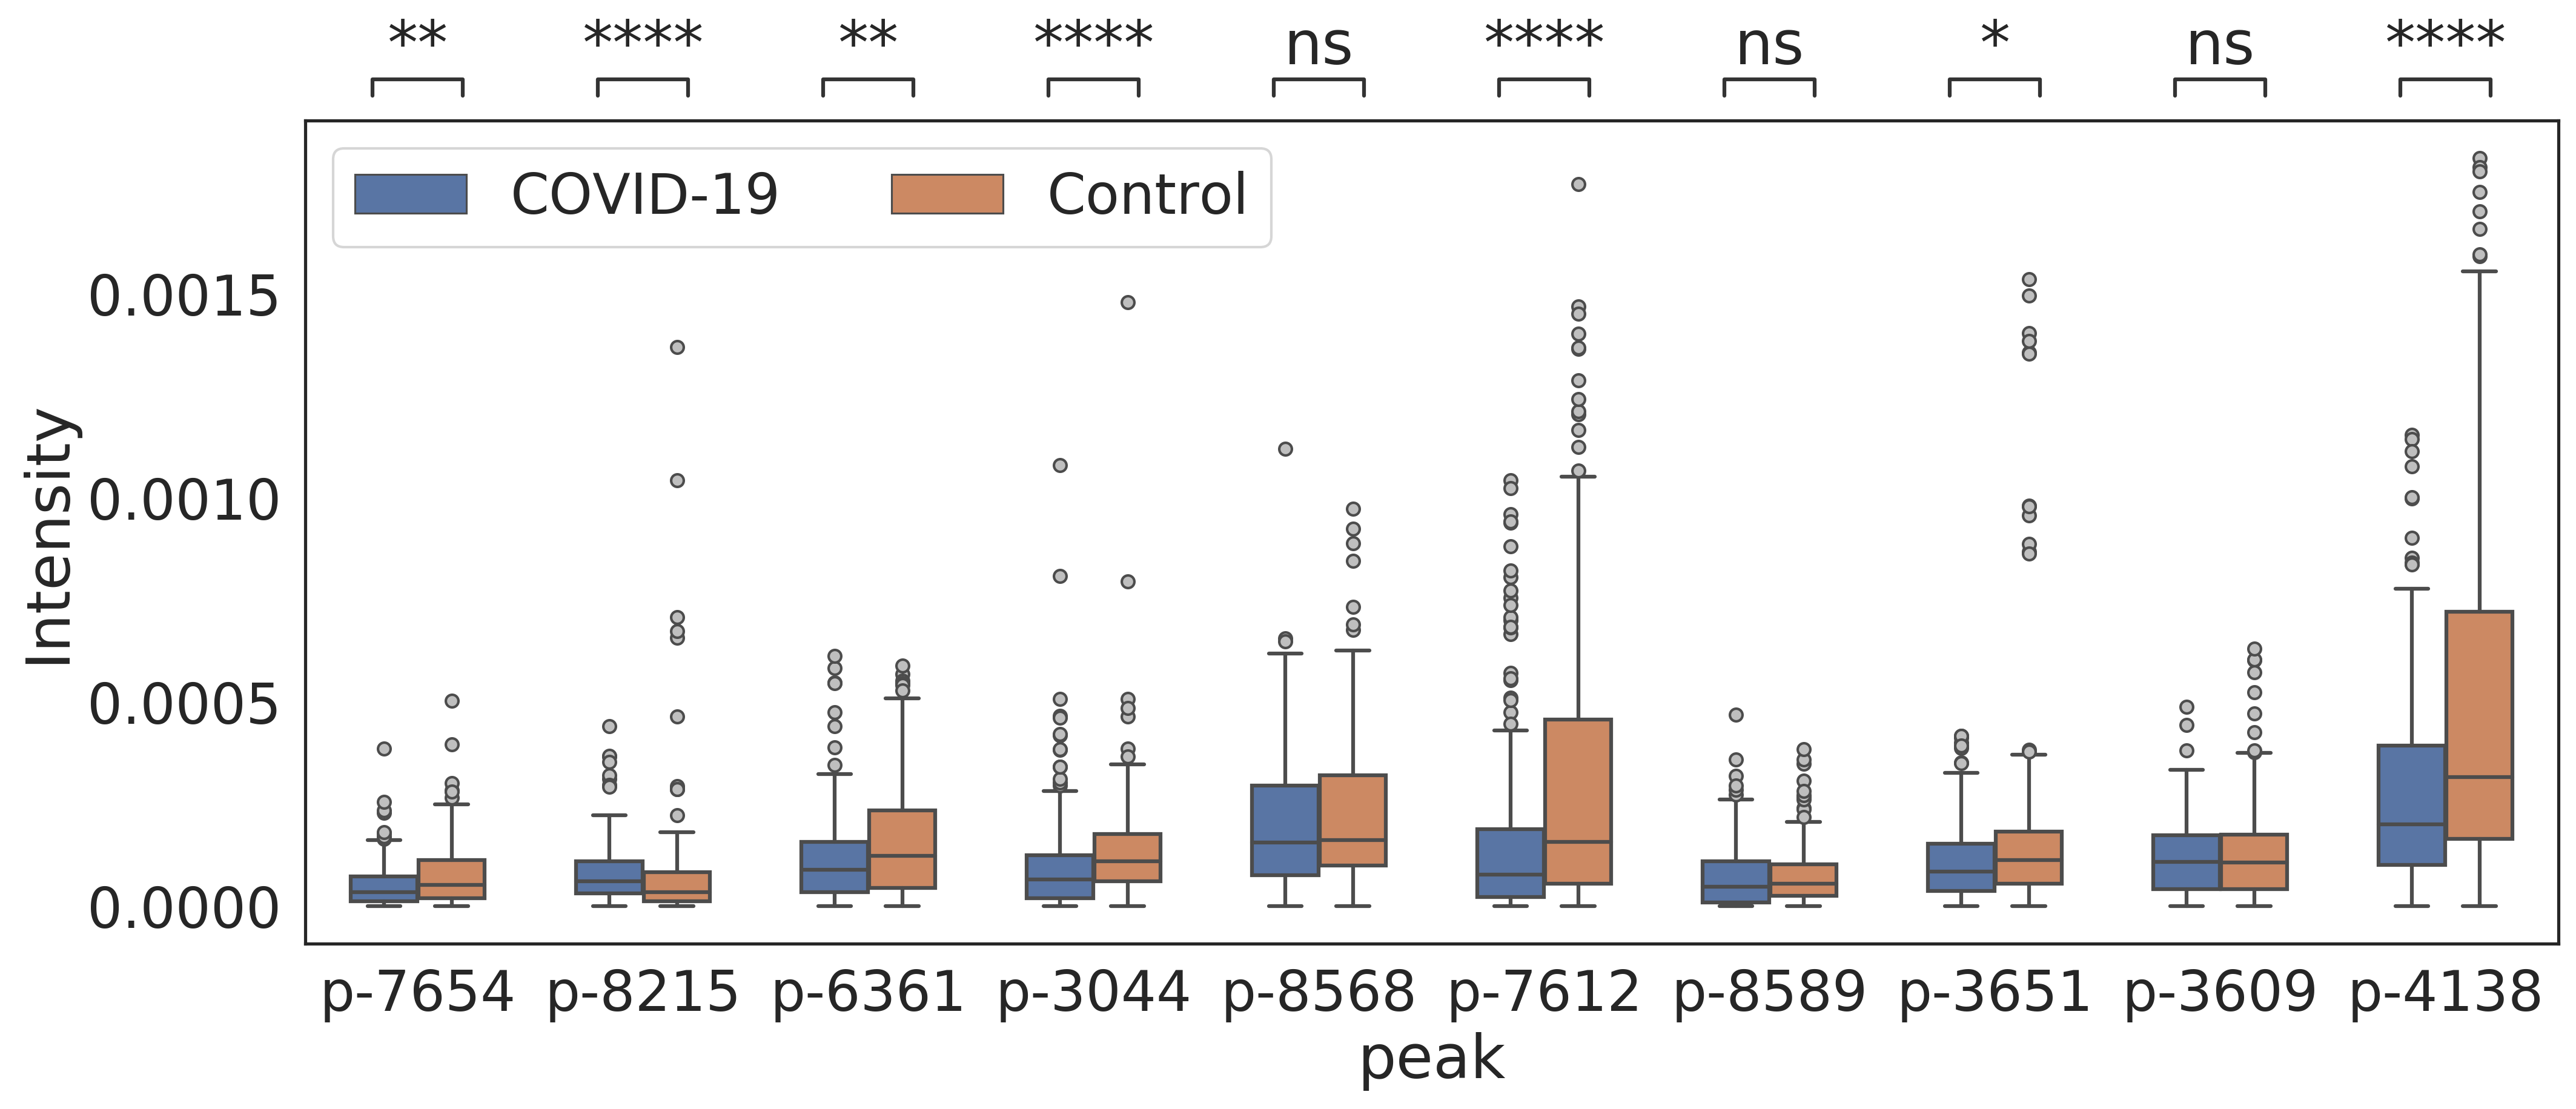 ** **** ** **** ns **** ns * ns ****
COVID-19 Control
Intensity
0.0015
0.0010
0.0005
0.0000
p-7654 p-8215 p-6361 p-3044 p-8568 p-7612 p-8589 p-3651 p-3609 p-4138
peak